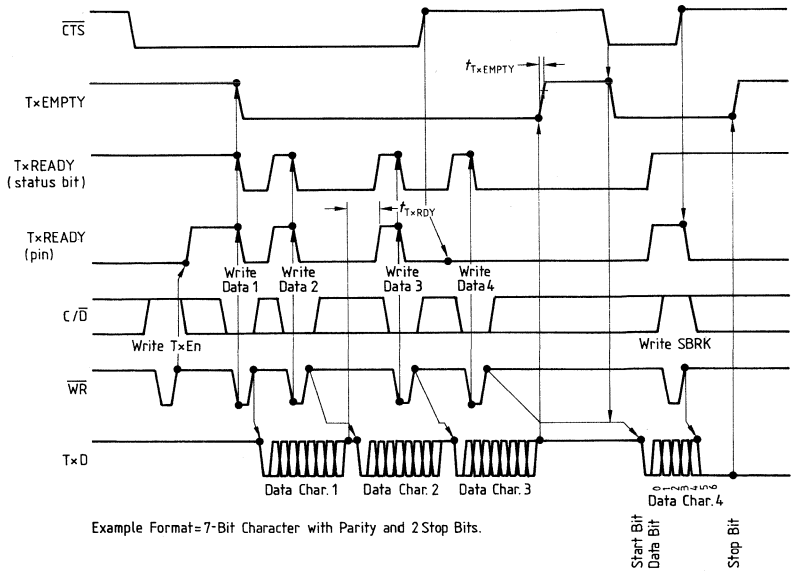 CTS
tTxEMPTY
TxEMPTY
TxREADY
(status bit)
tTxRDY
TxREADY
(pin)
Write
Data 1
Write
Data 2
Write
Data 3
Write
Data 4
C/D
Write TxEn
Write SBRK
WR
TxD
0 1 2 3 4 5 6
Data Char. 1
Data Char. 2
Data Char. 3
Data Char. 4
Example Format=7-Bit Character with Parity and 2 Stop Bits.
Start Bit
Data Bit
Stop Bit